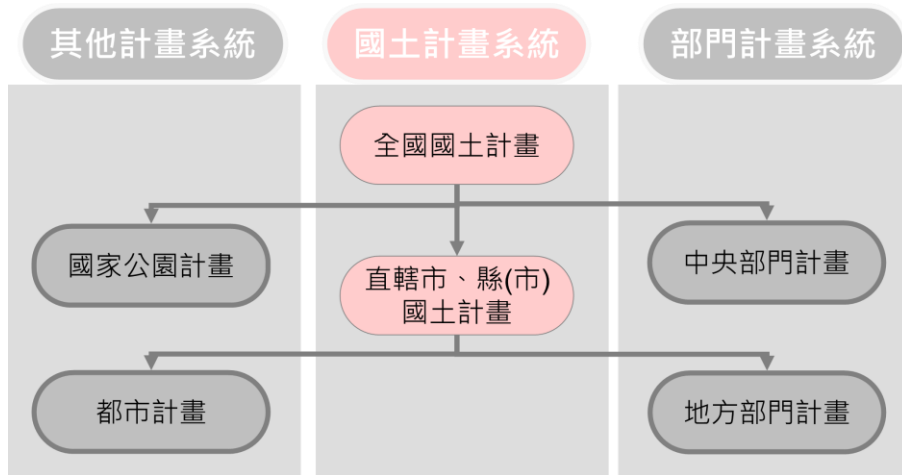 其他計畫系統
國土計畫系統
部門計畫系統
全國國土計畫
國家公園計畫
直轄市、縣(市)
國土計畫
中央部門計畫
都市計畫
地方部門計畫